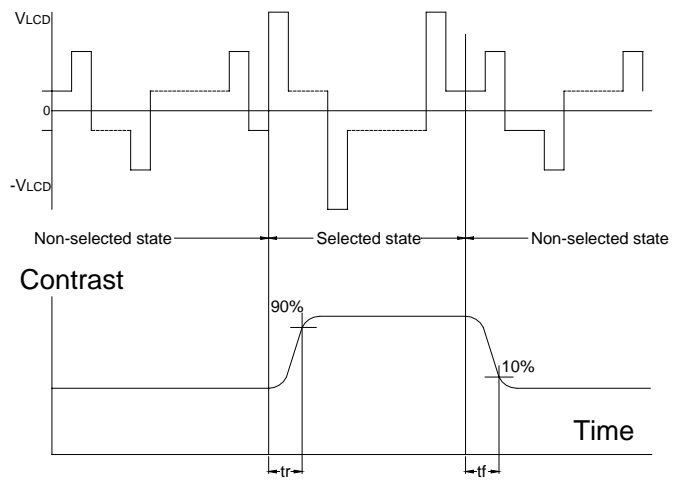 VLCD
0
-VLCD
Non-selected state
Selected state
Non-selected state
Contrast
90%
10%
Time
tr
tf